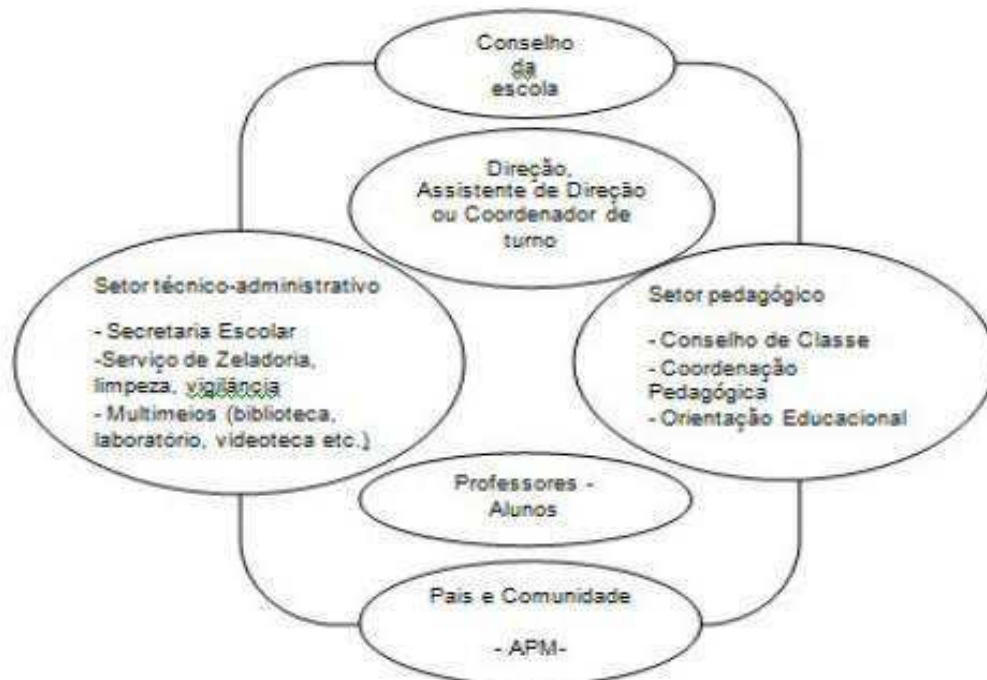 Conselho
da
escola
Direção,
Assistente de Direção
ou Coordenador de
turno
Setor técnico-administrativo
- Secretaria Escolar
-Serviço de Zeladoria,
limpeza, vigilância
- Multimeios (biblioteca,
laboratório, videoteca etc.)
Setor pedagógico
- Conselho de Classe
- Coordenação
Pedagógica
- Orientação Educacional
Professores -
Alunos
Pais e Comunidade
- APM-